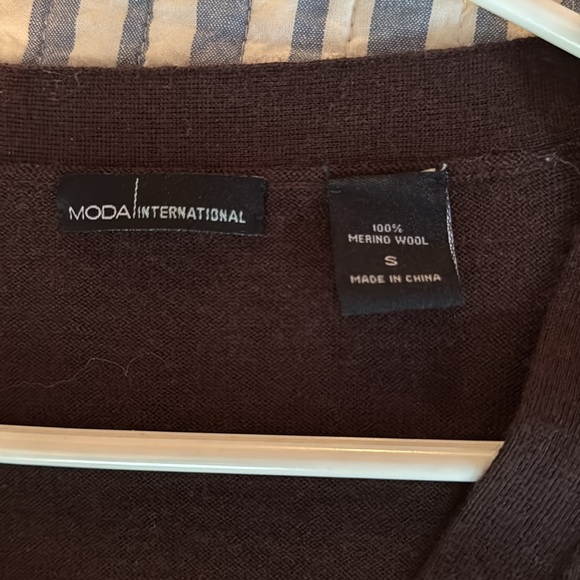 MODA INTERNATIONAL
100%
MERINO WOOL
S
MADE IN CHINA